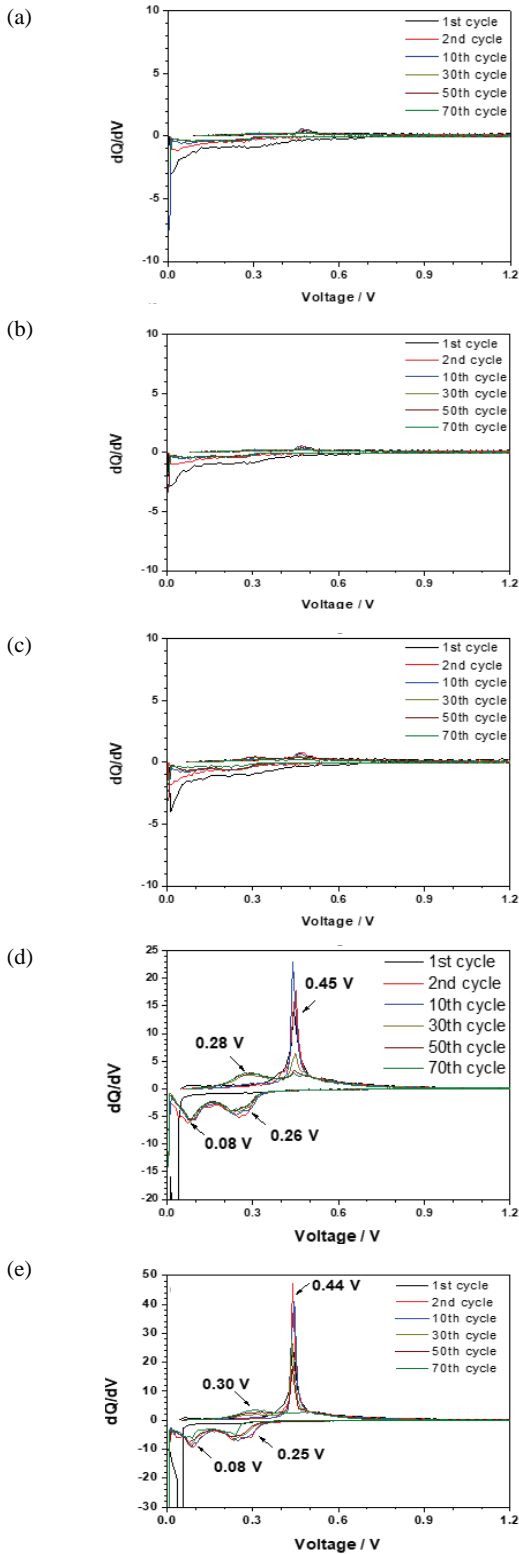 (a)
10
5
0
-5
-10
dQ/dV
1st cycle
2nd cycle
10th cycle
30th cycle
50th cycle
70th cycle
0.0 0.3 0.6 0.9 1.2
Voltage / V
(b)
10
5
0
-5
-10
dQ/dV
1st cycle
2nd cycle
10th cycle
30th cycle
50th cycle
70th cycle
0.0 0.3 0.6 0.9 1.2
Voltage / V
(c)
10
5
0
-5
-10
dQ/dV
1st cycle
2nd cycle
10th cycle
30th cycle
50th cycle
70th cycle
0.0 0.3 0.6 0.9 1.2
Voltage / V
(d)
25
20
15
10
5
0
-5
-10
-15
-20
dQ/dV
1st cycle
2nd cycle
10th cycle
30th cycle
50th cycle
70th cycle
0.45 V
0.28 V
0.08 V
0.26 V
0.0 0.3 0.6 0.9 1.2
Voltage / V
(e)
50
40
30
20
10
0
-10
-20
-30
dQ/dV
1st cycle
2nd cycle
10th cycle
30th cycle
50th cycle
70th cycle
0.44 V
0.30 V
0.08 V
0.25 V
0.0 0.3 0.6 0.9 1.2
Voltage / V